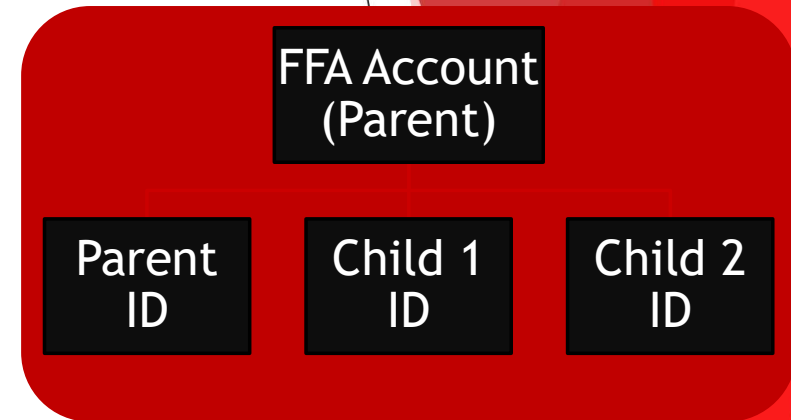 FFA Account
(Parent)
Parent
ID
Child 1
ID
Child 2
ID